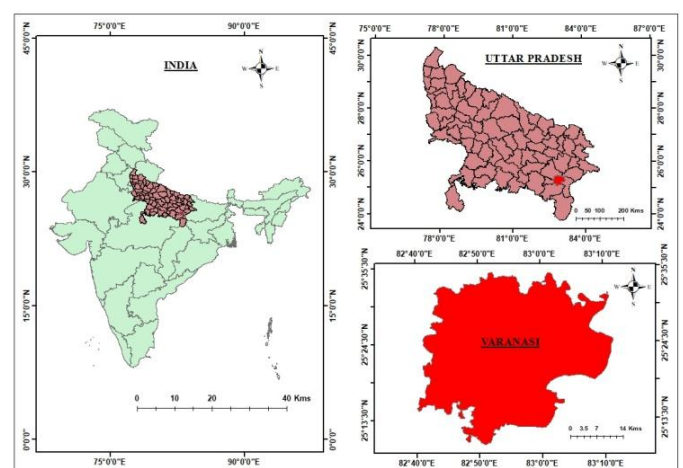 75°0'0"E 90°0'0"E
45°0'0"N 45°0'0"N
INDIA
N
W E
S
30°0'0"N 30°0'0"N
15°0'0"N 15°0'0"N
0 10 20 40 Kms
0°0'0" 0°0'0"
75°0'0"E 90°0'0"E
75°0'0"E 78°0'0"E 81°0'0"E 84°0'0"E 87°0'0"E
UTTAR PRADESH
N
W E
S
30°0'0"N 30°0'0"N
28°0'0"N 28°0'0"N
26°0'0"N 26°0'0"N
24°0'0"N 24°0'0"N
0 50 100 200 Kms
78°0'0"E 81°0'0"E 84°0'0"E
82°40'0"E 82°50'0"E 83°0'0"E 83°10'0"E
25°35'30"N 25°35'30"N
N
W E
S
VARANASI
25°24'30"N 25°24'30"N
25°13'30"N 25°13'30"N
0 3.5 7 14 Kms
82°40'0"E 82°50'0"E 83°0'0"E 83°10'0"E